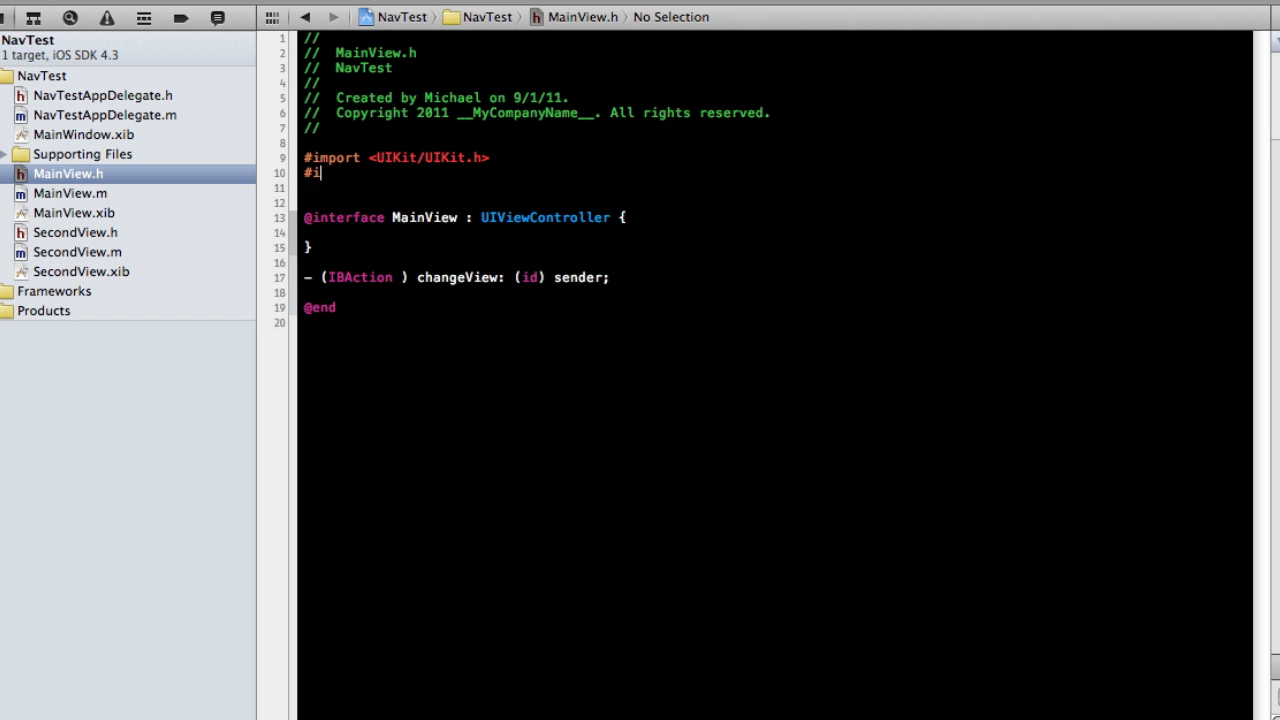 NavTest NavTest MainView.h No Selection
NavTest
1 target, iOS SDK 4.3
NavTest
NavTestAppDelegate.h
NavTestAppDelegate.m
MainWindow.xib
Supporting Files
MainView.h
MainView.m
MainView.xib
SecondView.h
SecondView.m
SecondView.xib
Frameworks
Products
1 //
2 // MainView.h
3 // NavTest
4 //
5 // Created by Michael on 9/1/11.
6 // Copyright 2011 __MyCompanyName__. All rights reserved.
7 //
8
9 #import <UIKit/UIKit.h>
10 #i
11
12
13 @interface MainView : UIViewController {
14
15 }
16
17 - (IBAction ) changeView: (id) sender;
18
19 @end
20